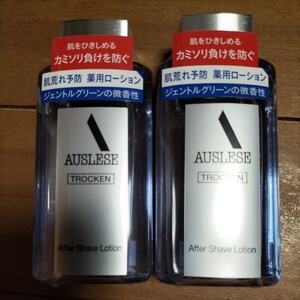 肌をひきしめる
カミソリ負けを防ぐ
肌荒れ予防 薬用ローション
ジェントルグリーンの微香性
AUSLESE
TROCKEN
After Shave Lotion
肌をひきしめる
カミソリ負けを防ぐ
肌荒れ予防 薬用ローション
ジェントルグリーンの微香性
AUSLESE
TROCKEN
After Shave Lotion